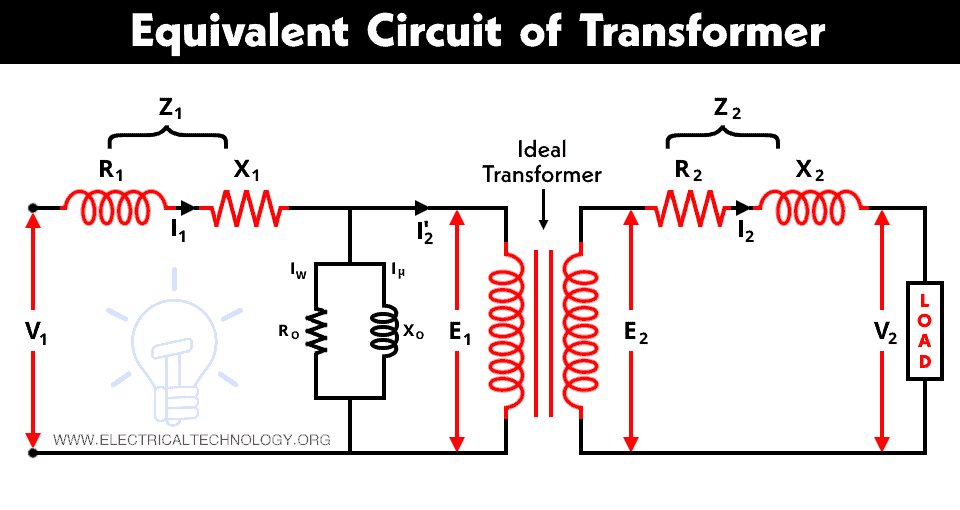 Equivalent Circuit of Transformer
Z1
Z2
Ideal
Transformer
R1
X1
R2
X2
I1
I'2
I2
Iw
Iμ
V1
Ro
Xo
E1
E2
V2
LOAD
WWW.ELECTRICALTECHNOLOGY.ORG